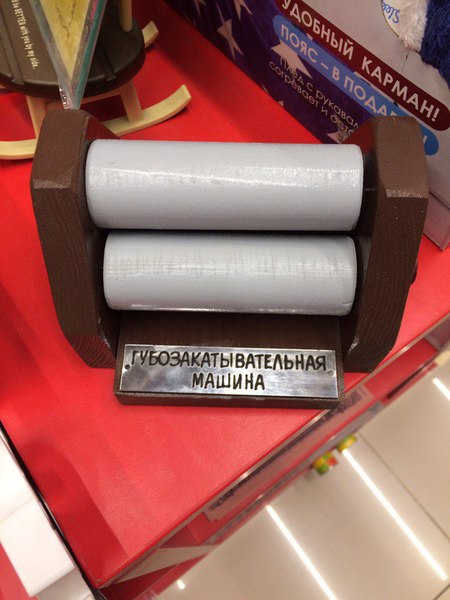 УДОБНЫЙ КАРМАН!
ПОЯС – В ПОДАРОК!
ГУБОЗАКАТЫВАТЕЛЬНАЯ
МАШИНА